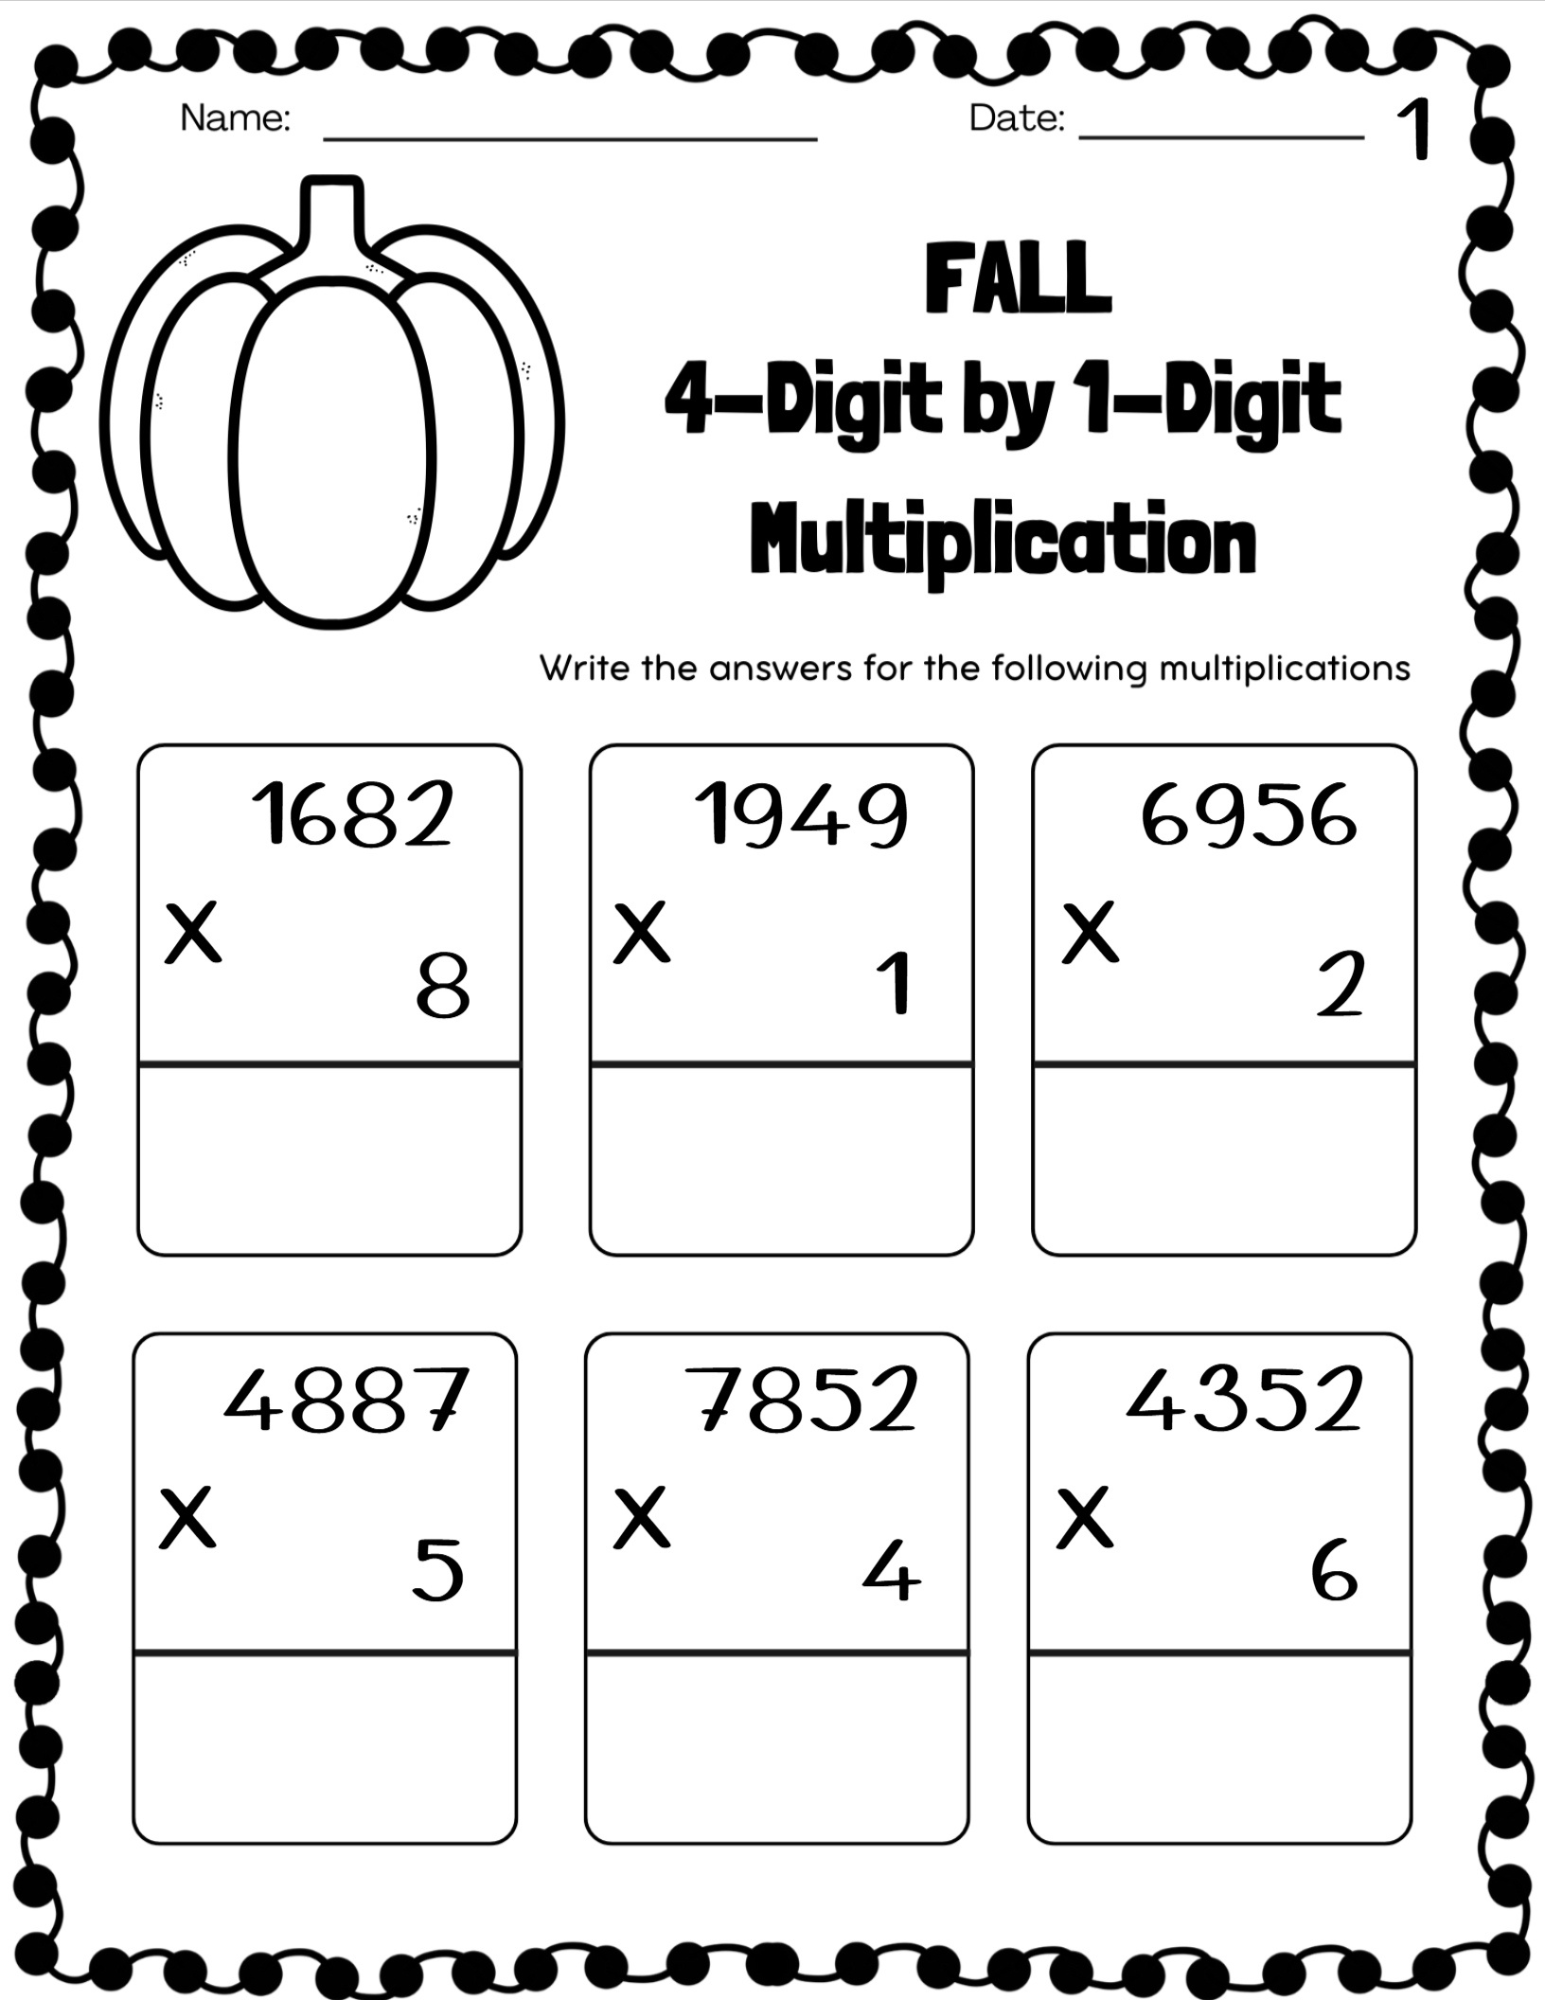 Name: Date: 1
FALL
4-Digit by 1-Digit
Multiplication
Write the answers for the following multiplications
1682 1949 6956
X X X
8 1 2
4887 7852 4352
X X X
5 4 6